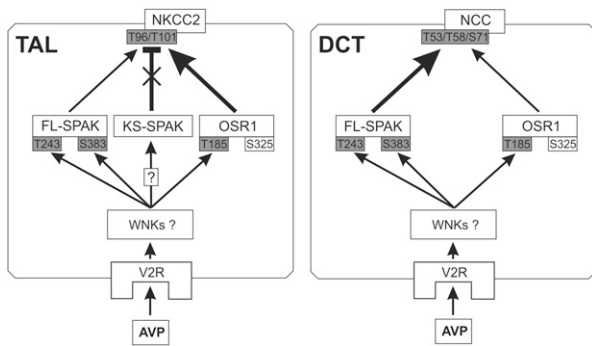 NKCC2
T96/T101
TAL
FL-SPAK
KS-SPAK
OSR1
T243
S383
T185
S325
?
WNKs ?
V2R
AVP
NCC
T53/T58/S71
DCT
FL-SPAK
OSR1
T243
S383
T185
S325
WNKs ?
V2R
AVP